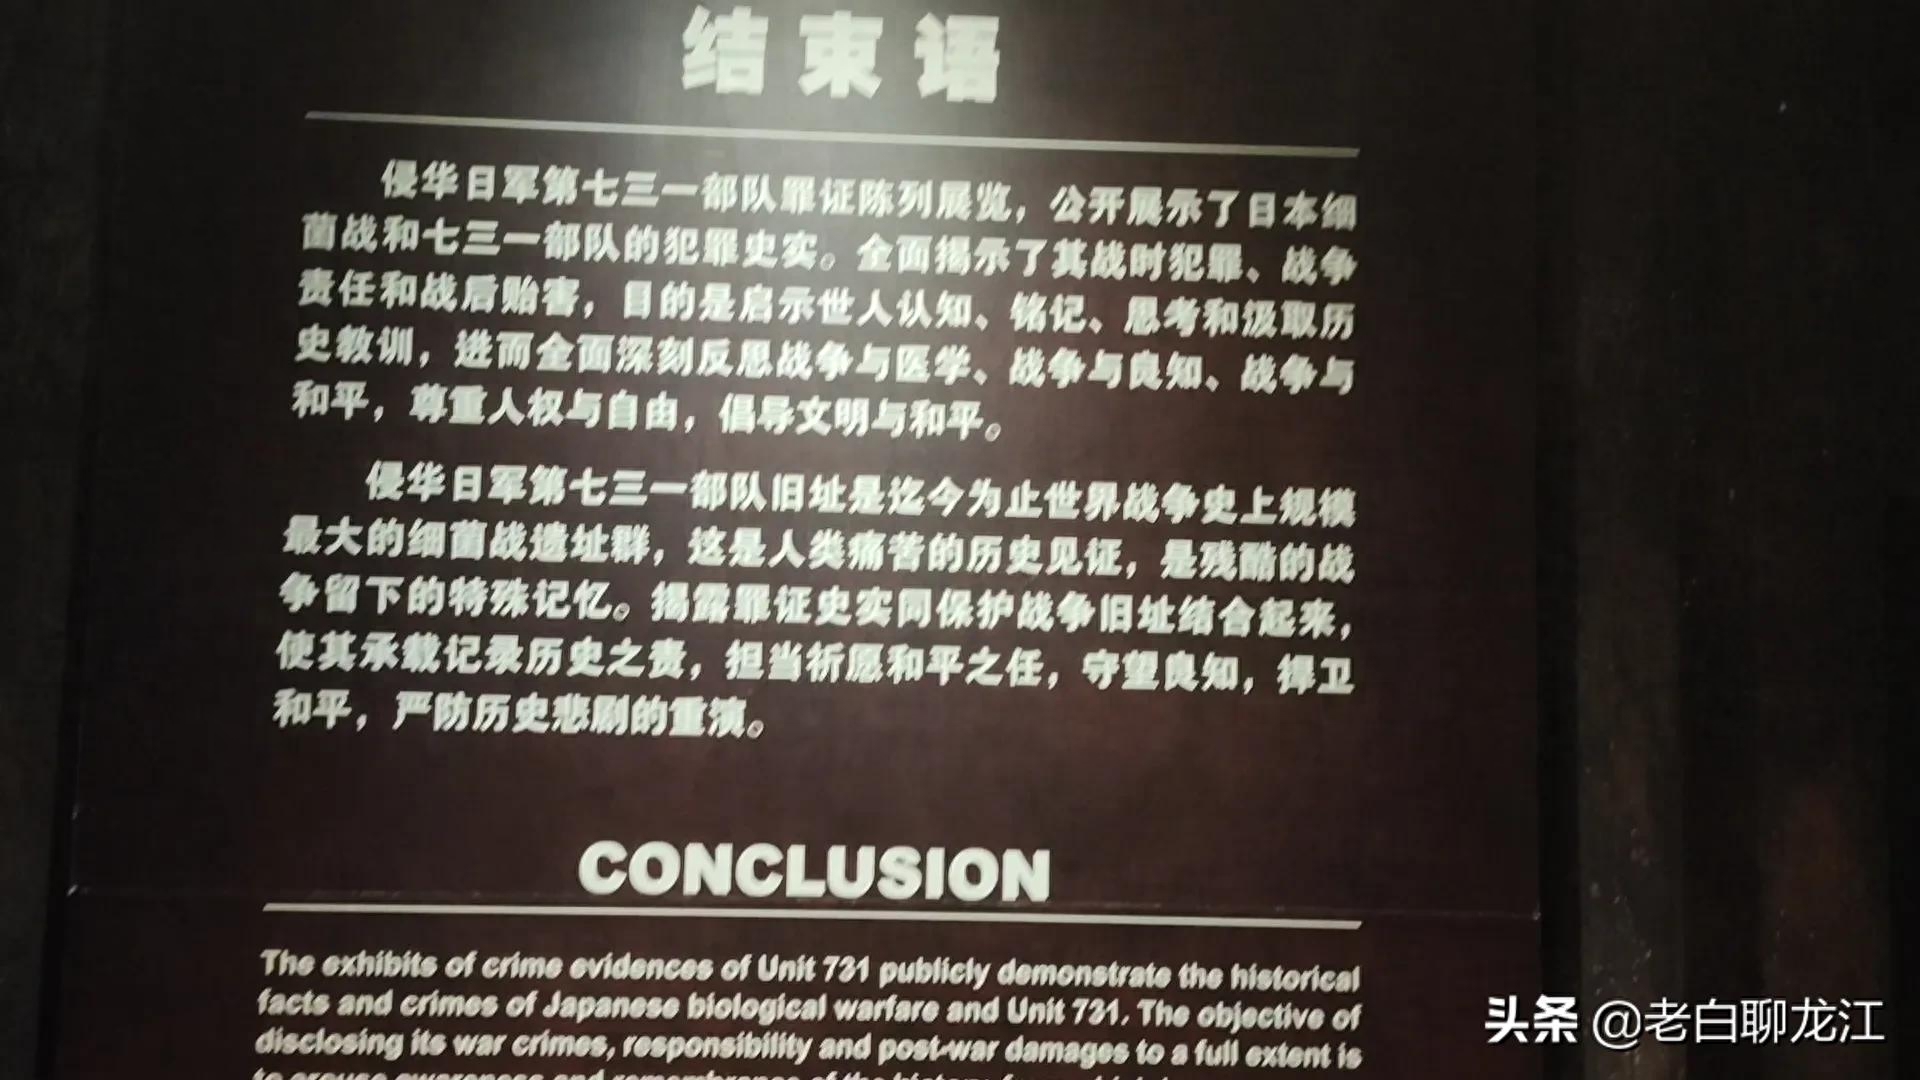 结束语
侵华日军第七三一部队罪证陈列展览，公开展示了日本细
菌战和七三一部队的犯罪史实。全面揭示了其战时犯罪、战争
责任和战后贻害，目的是启示世人认知、铭记、思考和汲取历
史教训，进而全面深刻反思战争与医学、战争与良知、战争与
和平，尊重人权与自由，倡导文明与和平。
侵华日军第七三一部队旧址是迄今为止世界战争史上规模
最大的细菌战遗址群，这是人类痛苦的历史见证，是残酷的战
争留下的特殊记忆。揭露罪证史实同保护战争旧址结合起来，
使其承载记录历史之责，担当祈愿和平之任，守望良知，捍卫
和平，严防历史悲剧的重演。
CONCLUSION
The exhibits of crime evidences of Unit 731 publicly demonstrate the historical
facts and crimes of Japanese biological warfare and Unit 731. The objective of
disclosing its war crimes, responsibility and post-war damages to a full extent is
头条 @老白聊龙江